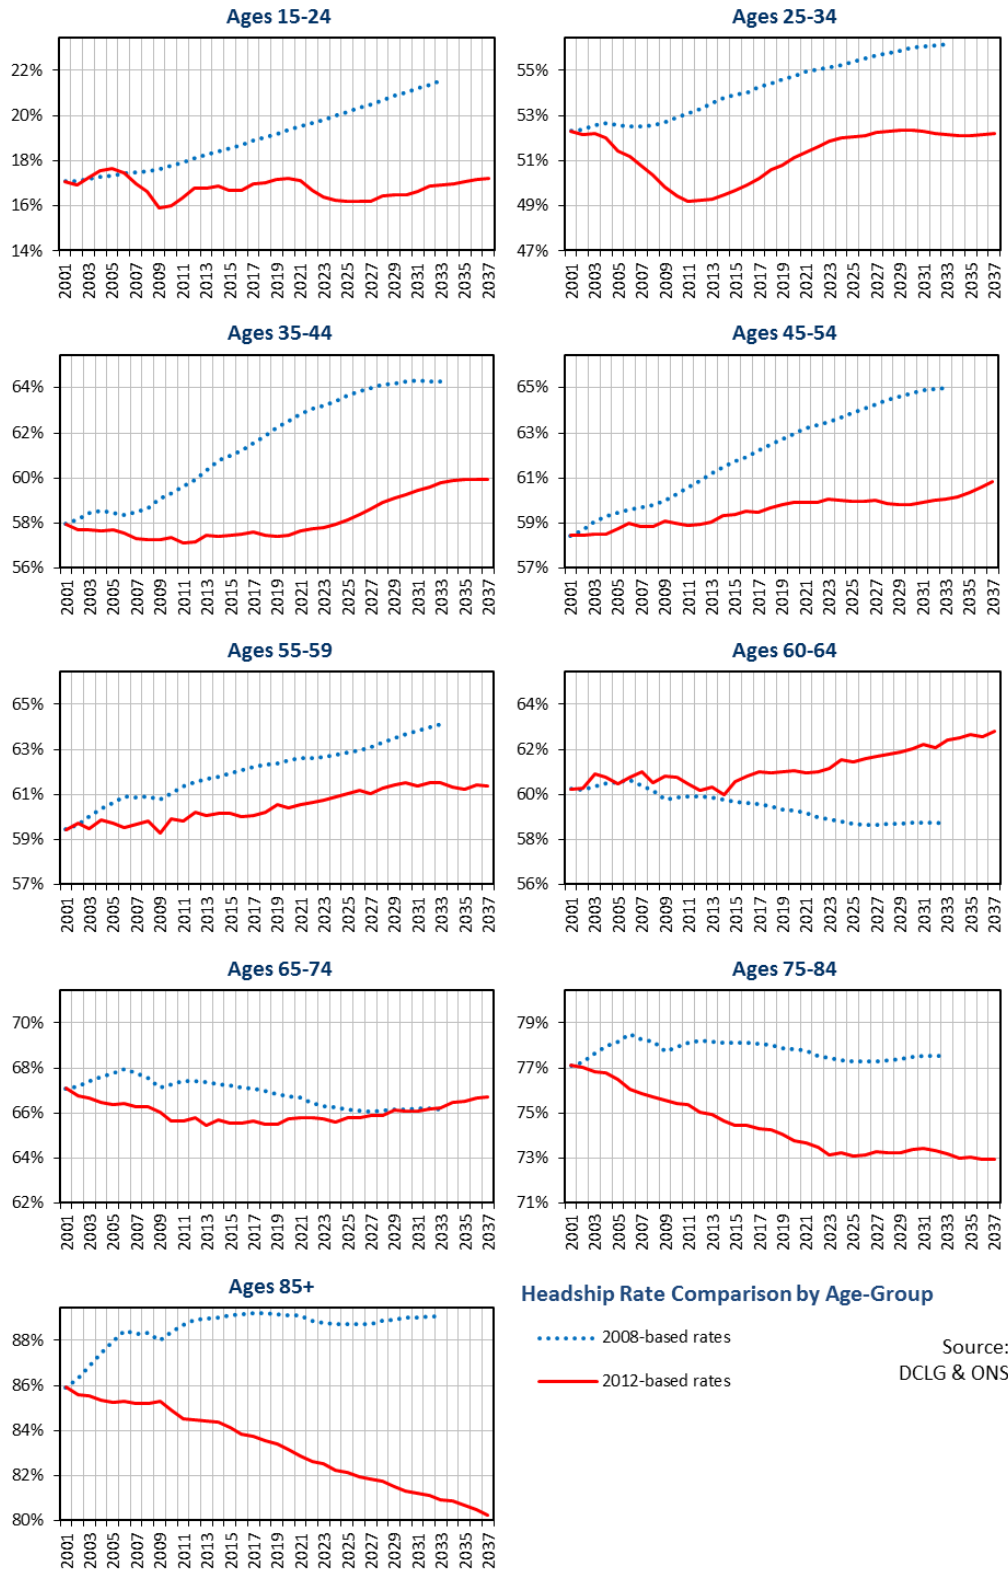 Ages 15-24
22%
20%
18%
16%
14%
2001 2003 2005 2007 2009 2011 2013 2015 2017 2019 2021 2023 2025 2027 2029 2031 2033 2035 2037
Ages 25-34
55%
53%
51%
49%
47%
2001 2003 2005 2007 2009 2011 2013 2015 2017 2019 2021 2023 2025 2027 2029 2031 2033 2035 2037
Ages 35-44
64%
62%
60%
58%
56%
2001 2003 2005 2007 2009 2011 2013 2015 2017 2019 2021 2023 2025 2027 2029 2031 2033 2035 2037
Ages 45-54
65%
63%
61%
59%
57%
2001 2003 2005 2007 2009 2011 2013 2015 2017 2019 2021 2023 2025 2027 2029 2031 2033 2035 2037
Ages 55-59
65%
63%
61%
59%
57%
2001 2003 2005 2007 2009 2011 2013 2015 2017 2019 2021 2023 2025 2027 2029 2031 2033 2035 2037
Ages 60-64
64%
62%
60%
58%
56%
2001 2003 2005 2007 2009 2011 2013 2015 2017 2019 2021 2023 2025 2027 2029 2031 2033 2035 2037
Ages 65-74
70%
68%
66%
64%
62%
2001 2003 2005 2007 2009 2011 2013 2015 2017 2019 2021 2023 2025 2027 2029 2031 2033 2035 2037
Ages 75-84
79%
77%
75%
73%
71%
2001 2003 2005 2007 2009 2011 2013 2015 2017 2019 2021 2023 2025 2027 2029 2031 2033 2035 2037
Ages 85+
88%
86%
84%
82%
80%
2001 2003 2005 2007 2009 2011 2013 2015 2017 2019 2021 2023 2025 2027 2029 2031 2033 2035 2037
Headship Rate Comparison by Age-Group
2008-based rates
2012-based rates
Source:
DCLG & ONS